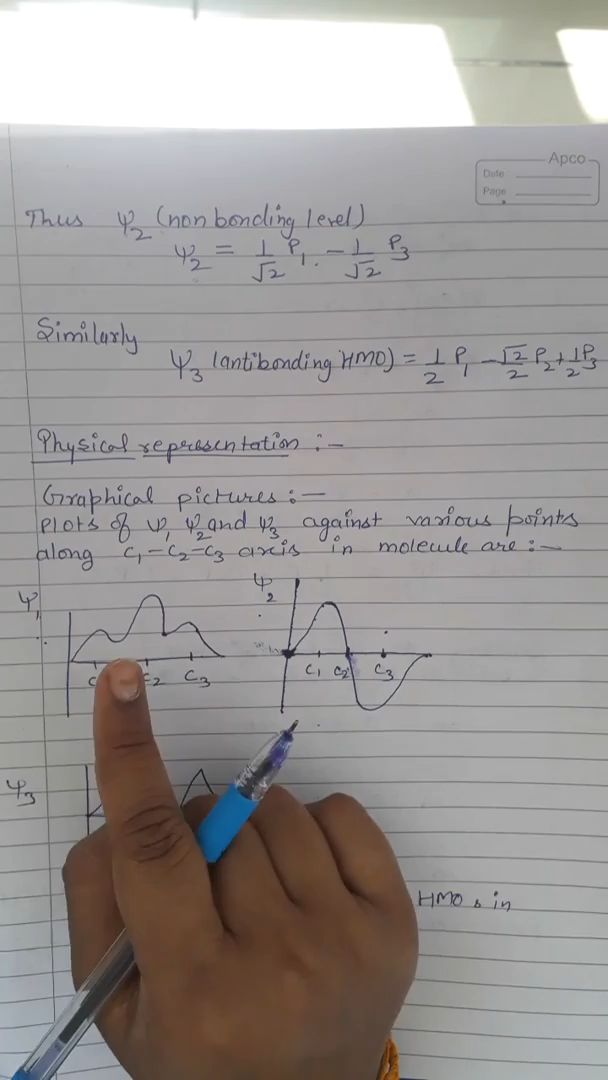 Apco
Date
Page
Thus ψ2 (non bonding level)
ψ2 = 1/√2 P1 - 1/√2 P3
Similarly
ψ3 (antibonding HMO) = 1/2 P1 - √2/2 P2 + 1/2 P3
Physical representation :-
Graphical pictures :-
Plots of ψ1 ψ2 and ψ3 against various points
along C1-C2-C3 axis in molecule are :-
ψ1 ψ2
C2 C3 C1 C2 C3
ψ3
HMOs in